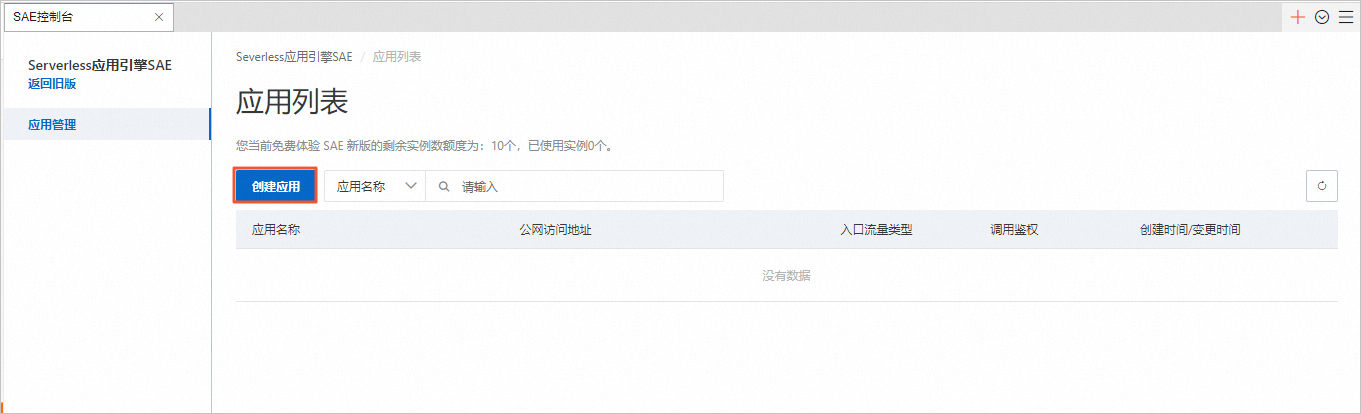 SAE控制台
Serverless应用引擎SAE
返回旧版
应用管理
Severless应用引擎SAE / 应用列表
应用列表
您当前免费体验 SAE 新版的剩余实例数额度为：10个，已使用实例0个。
创建应用 应用名称 请输入
应用名称 公网访问地址 入口流量类型 调用鉴权 创建时间/变更时间
没有数据